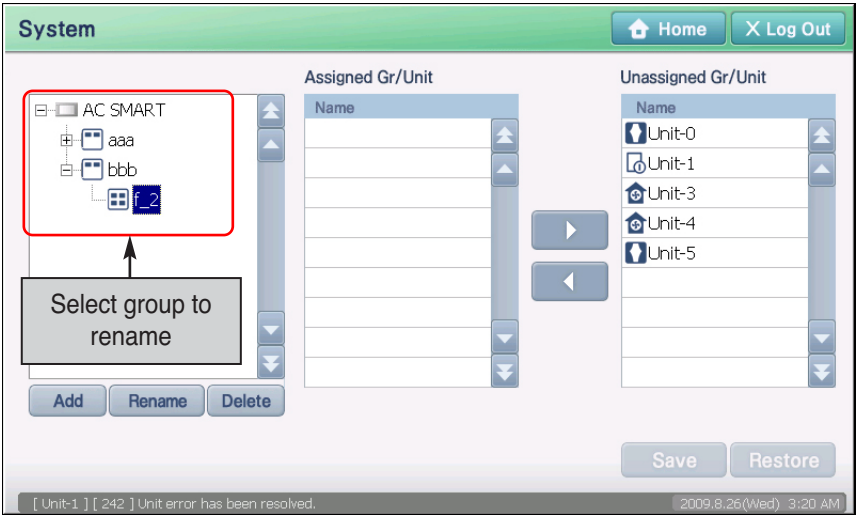 System
Home
X Log Out
Assigned Gr/Unit
Unassigned Gr/Unit
AC SMART
aaa
bbb
f_2
Name
Name
Unit-0
Unit-1
Unit-3
Unit-4
Unit-5
Select group to
rename
Add
Rename
Delete
Save
Restore
[ Unit-1 ] [ 242 ] Unit error has been resolved.
2009.8.26(Wed) 3:20 AM